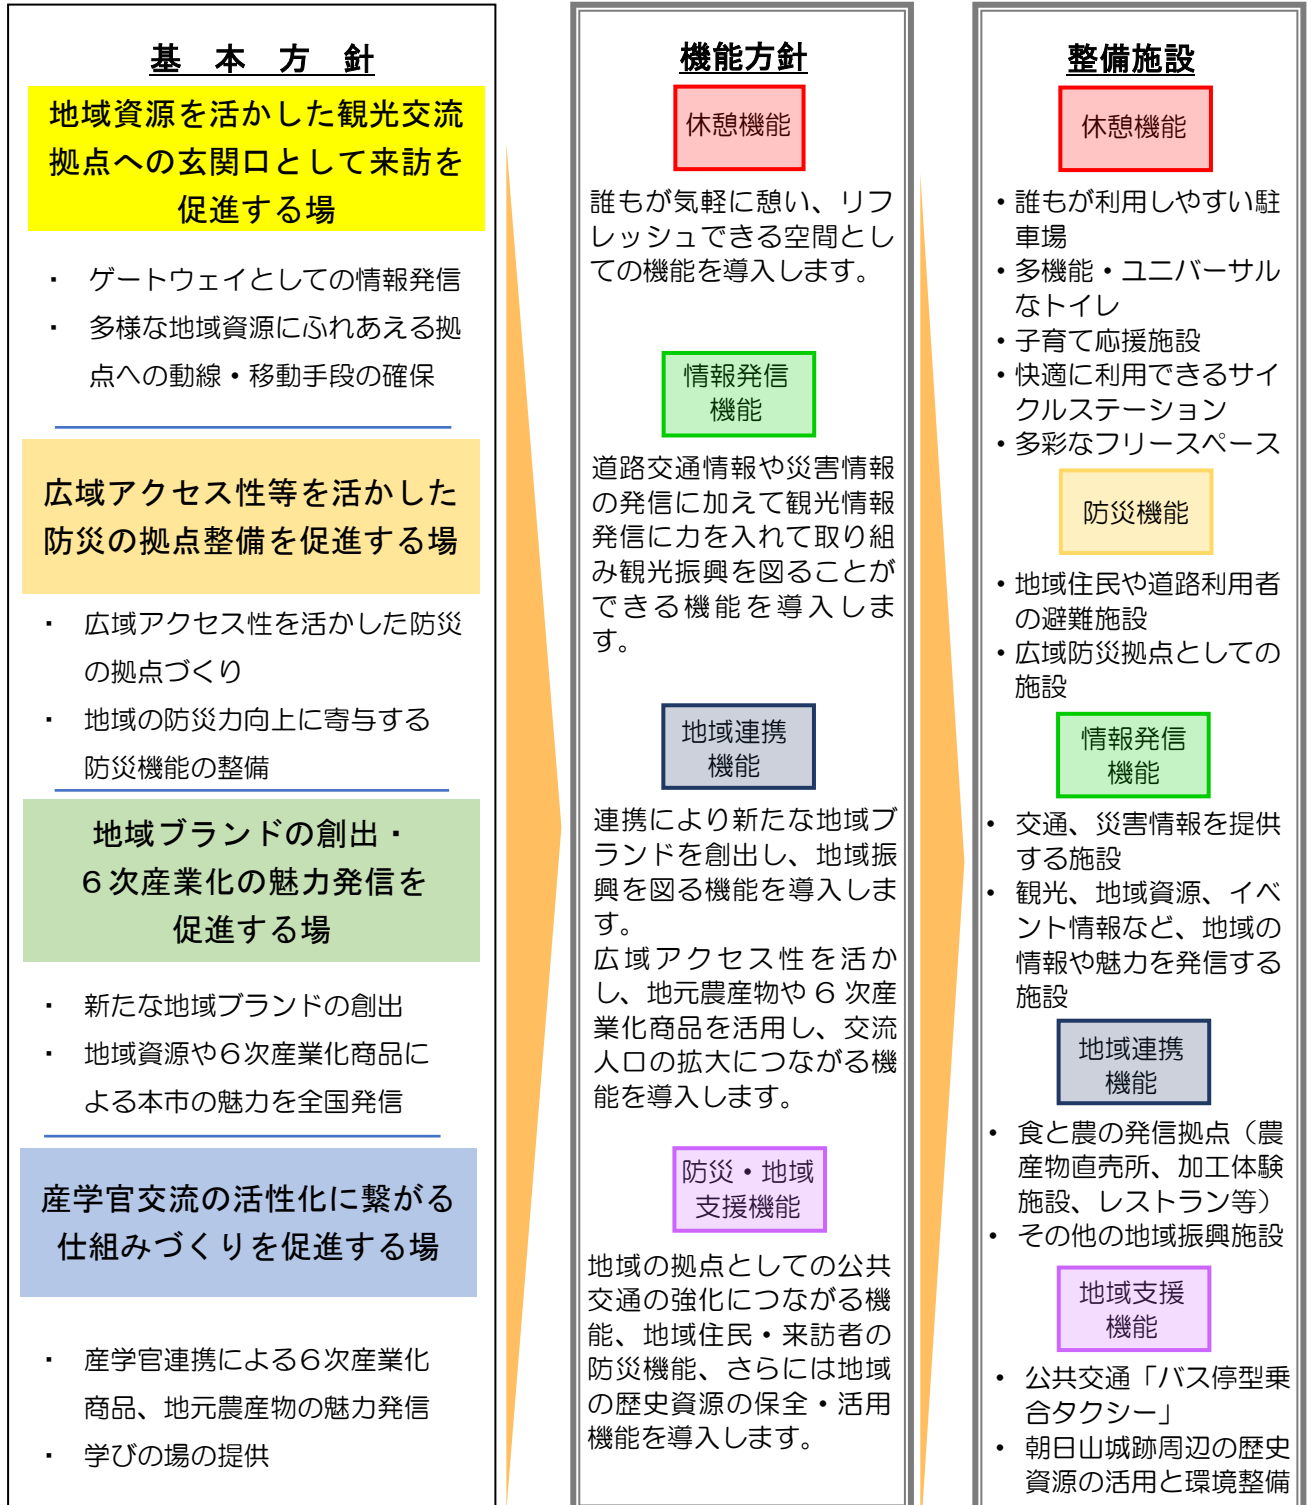 基 本 方 針
地域資源を活かした観光交流
拠点への玄関口として来訪を
促進する場
・ ゲートウェイとしての情報発信
・ 多様な地域資源にふれあえる拠
点への動線・移動手段の確保
広域アクセス性等を活かした
防災の拠点整備を促進する場
・ 広域アクセス性を活かした防災
の拠点づくり
・ 地域の防災力向上に寄与する
防災機能の整備
地域ブランドの創出・
６次産業化の魅力発信を
促進する場
・ 新たな地域ブランドの創出
・ 地域資源や６次産業化商品に
よる本市の魅力を全国発信
産学官交流の活性化に繋がる
仕組みづくりを促進する場
・ 産学官連携による６次産業化
商品、地元農産物の魅力発信
・ 学びの場の提供
機能方針
休憩機能
誰もが気軽に憩い、リフ
レッシュできる空間とし
ての機能を導入します。
情報発信
機能
道路交通情報や災害情報
の発信に加えて観光情報
発信に力を入れて取り組
み観光振興を図ることが
できる機能を導入しま
す。
地域連携
機能
連携により新たな地域ブ
ランドを創出し、地域振
興を図る機能を導入しま
す。
広域アクセス性を活か
し、地元農産物や 6 次産
業化商品を活用し、交流
人口の拡大につながる機
能を導入します。
防災・地域
支援機能
地域の拠点としての公共
交通の強化につながる機
能、地域住民・来訪者の
防災機能、さらには地域
の歴史資源の保全・活用
機能を導入します。
整備施設
休憩機能
・誰もが利用しやすい駐
車場
・多機能・ユニバーサル
なトイレ
・子育て応援施設
・快適に利用できるサイ
クルステーション
・多彩なフリースペース
防災機能
・地域住民や道路利用者
の避難施設
・広域防災拠点としての
施設
情報発信
機能
• 交通、災害情報を提供
する施設
• 観光、地域資源、イベ
ント情報など、地域の
情報や魅力を発信する
施設
地域連携
機能
• 食と農の発信拠点（農
産物直売所、加工体験
施設、レストラン等）
• その他の地域振興施設
地域支援
機能
• 公共交通「バス停型乗
合タクシー」
• 朝日山城跡周辺の歴史
資源の活用と環境整備